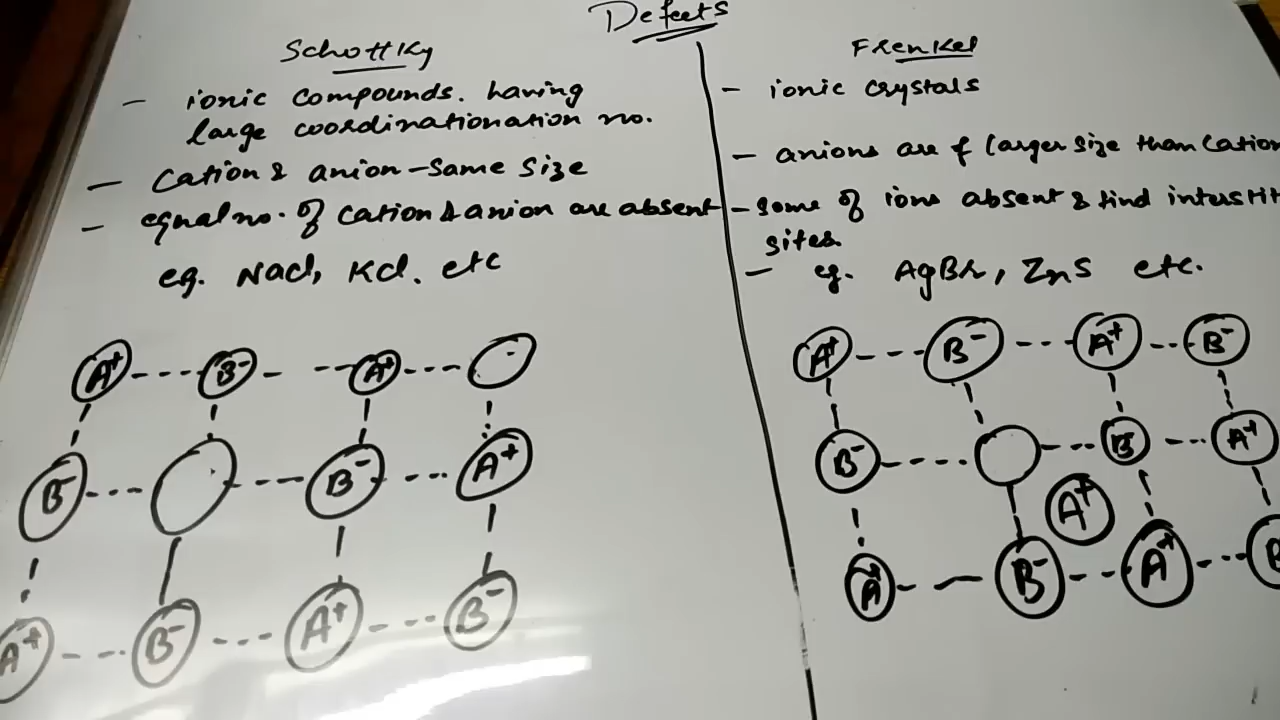 Defects
Schottky
- ionic compounds. having
large coordinationation no.
- Cation & anion - Same Size
- equal no. of cation & anion are absent
eg. Nacl, Kcl. etc
A+ B- A+
B- B- A+
A+ B- A+ B-
Frenkel
- ionic crystals
- anions are of larger size than Cation
- Some of ions absent & find interstit
sites.
- eg. AgBr, ZnS etc.
A+ B- A+ B-
B- B A+
A+
A+ B- A+ B